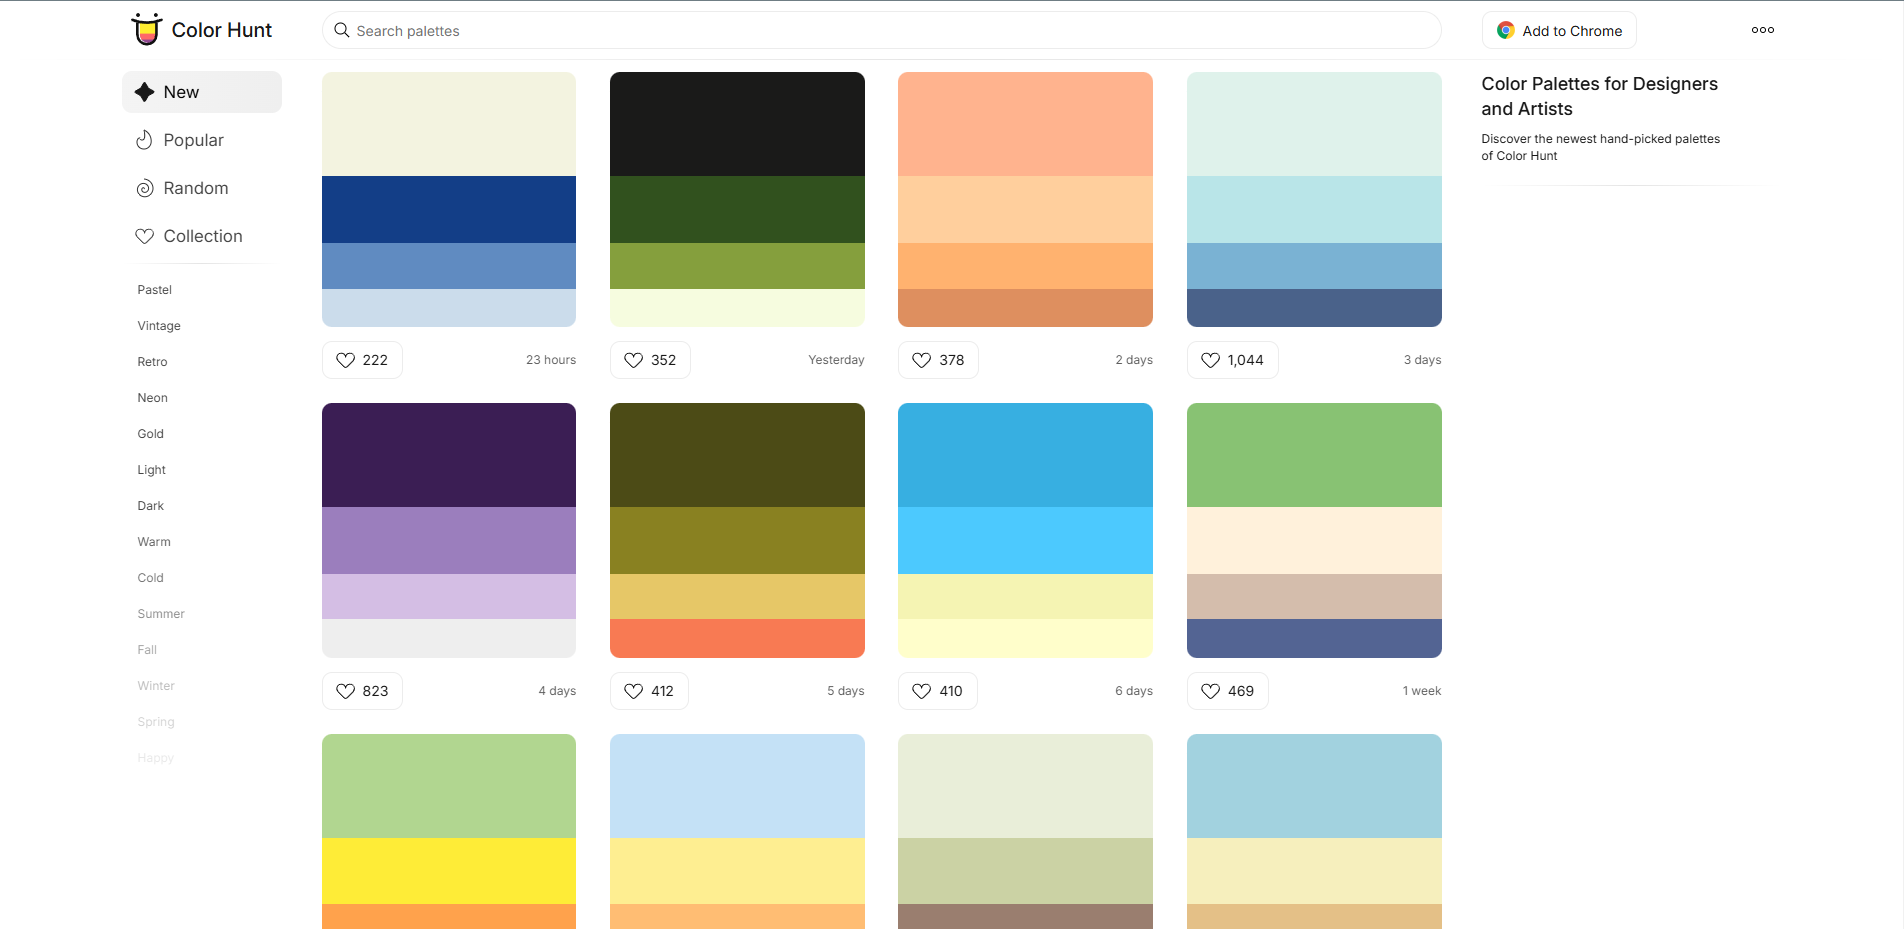 Color Hunt
Search palettes
Add to Chrome
New
Popular
Random
Collection
Pastel
Vintage
Retro
Neon
Gold
Light
Dark
Warm
Cold
Summer
Fall
Winter
Spring
Happy
222
23 hours
352
Yesterday
378
2 days
1,044
3 days
823
4 days
412
5 days
410
6 days
469
1 week
Color Palettes for Designers
and Artists
Discover the newest hand-picked palettes
of Color Hunt